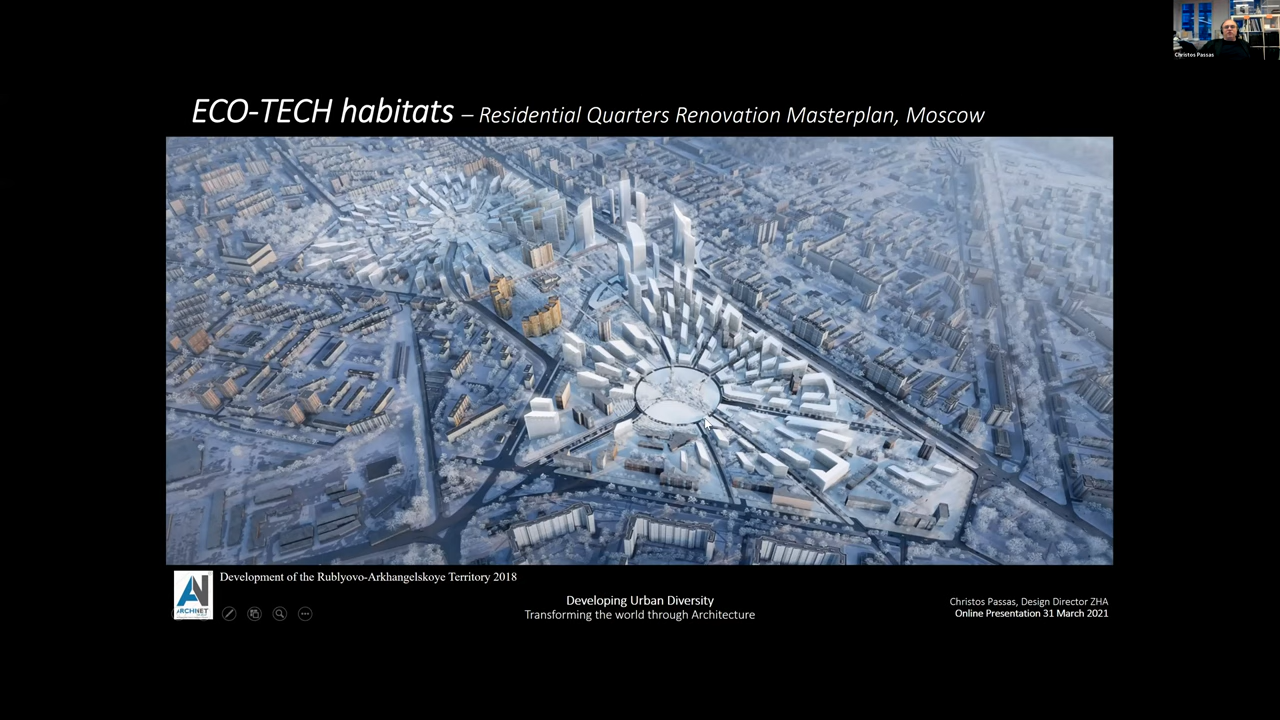 Christos Passas
ECO-TECH habitats – Residential Quarters Renovation Masterplan, Moscow
Development of the Rublyovo-Arkhangelskoye Territory 2018
ARCHNET
Developing Urban Diversity
Transforming the world through Architecture
Christos Passas, Design Director ZHA
Online Presentation 31 March 2021